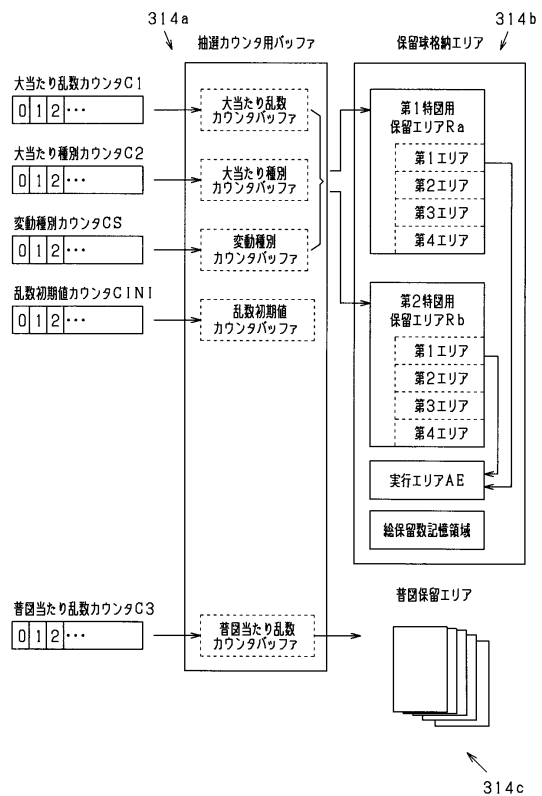 314a
314b
抽選カウンタ用バッファ
保留球格納エリア
大当たり乱数カウンタC1
0 1 2 ･･･
大当たり乱数
カウンタバッファ
大当たり種別カウンタC2
0 1 2 ･･･
大当たり種別
カウンタバッファ
変動種別カウンタCS
0 1 2 ･･･
変動種別
カウンタバッファ
乱数初期値カウンタCINI
0 1 2 ･･･
乱数初期値
カウンタバッファ
第1特図用
保留エリアRa
第1エリア
第2エリア
第3エリア
第4エリア
第2特図用
保留エリアRb
第1エリア
第2エリア
第3エリア
第4エリア
実行エリアAE
総保留数記憶領域
普図当たり乱数カウンタC3
0 1 2 ･･･
普図当たり乱数
カウンタバッファ
普図保留エリア
314c